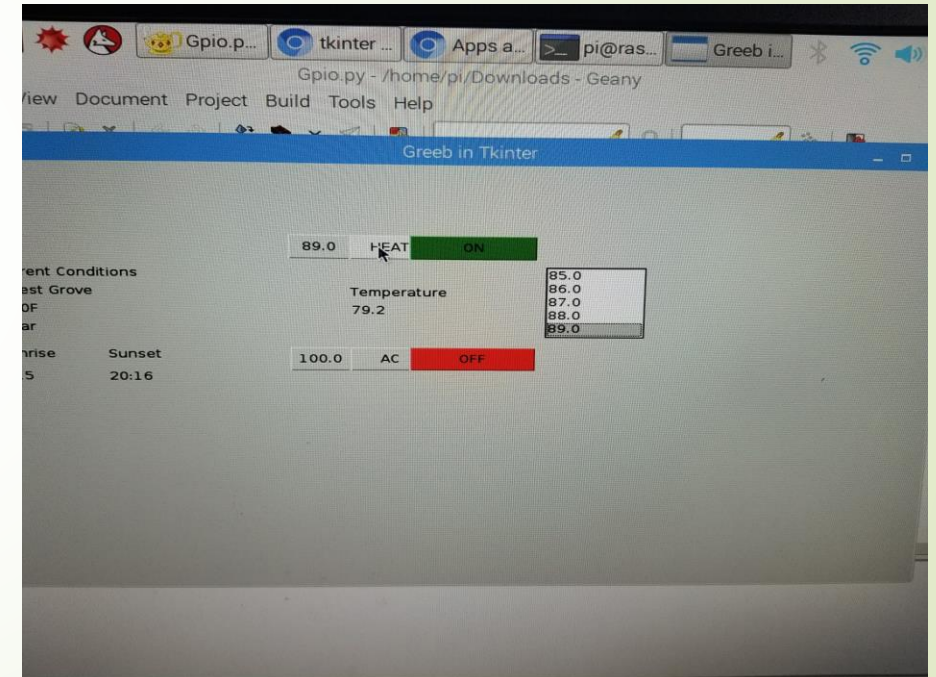 Gpio.p... tkinter ... Apps a... pi@ras... Greeb i...
Gpio.py - /home/pi/Downloads - Geany
View Document Project Build Tools Help
Greeb in Tkinter
89.0 HEAT ON
rent Conditions
est Grove
0F
ar
Temperature
79.2
85.0
86.0
87.0
88.0
89.0
nrise Sunset
5 20:16
100.0 AC OFF